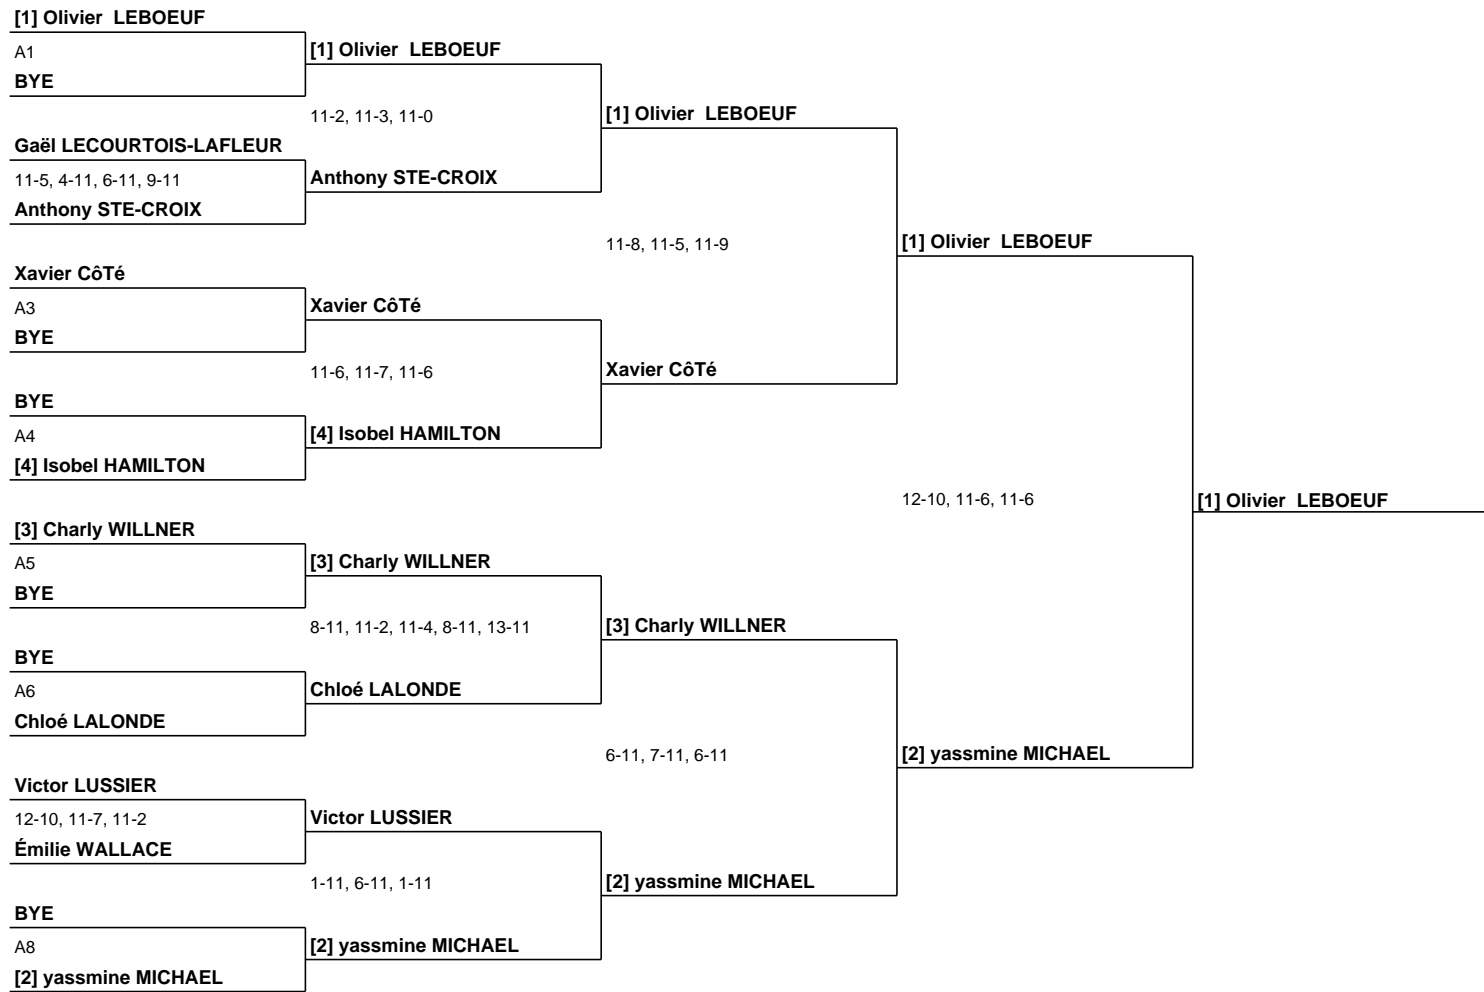 [1] Olivier  LEBOEUF
A1
BYE
[1] Olivier  LEBOEUF
11-2, 11-3, 11-0
[1] Olivier  LEBOEUF
Gaël LECOURTOIS-LAFLEUR
11-5, 4-11, 6-11, 9-11
Anthony STE-CROIX
Anthony STE-CROIX
11-8, 11-5, 11-9
[1] Olivier  LEBOEUF
Xavier CôTé
A3
BYE
Xavier CôTé
11-6, 11-7, 11-6
Xavier CôTé
BYE
A4
[4] Isobel HAMILTON
[4] Isobel HAMILTON
12-10, 11-6, 11-6
[1] Olivier  LEBOEUF
[3] Charly WILLNER
A5
BYE
[3] Charly WILLNER
8-11, 11-2, 11-4, 8-11, 13-11
[3] Charly WILLNER
BYE
A6
Chloé LALONDE
Chloé LALONDE
6-11, 7-11, 6-11
[2] yassmine MICHAEL
Victor LUSSIER
12-10, 11-7, 11-2
Émilie WALLACE
Victor LUSSIER
1-11, 6-11, 1-11
[2] yassmine MICHAEL
BYE
A8
[2] yassmine MICHAEL
[2] yassmine MICHAEL